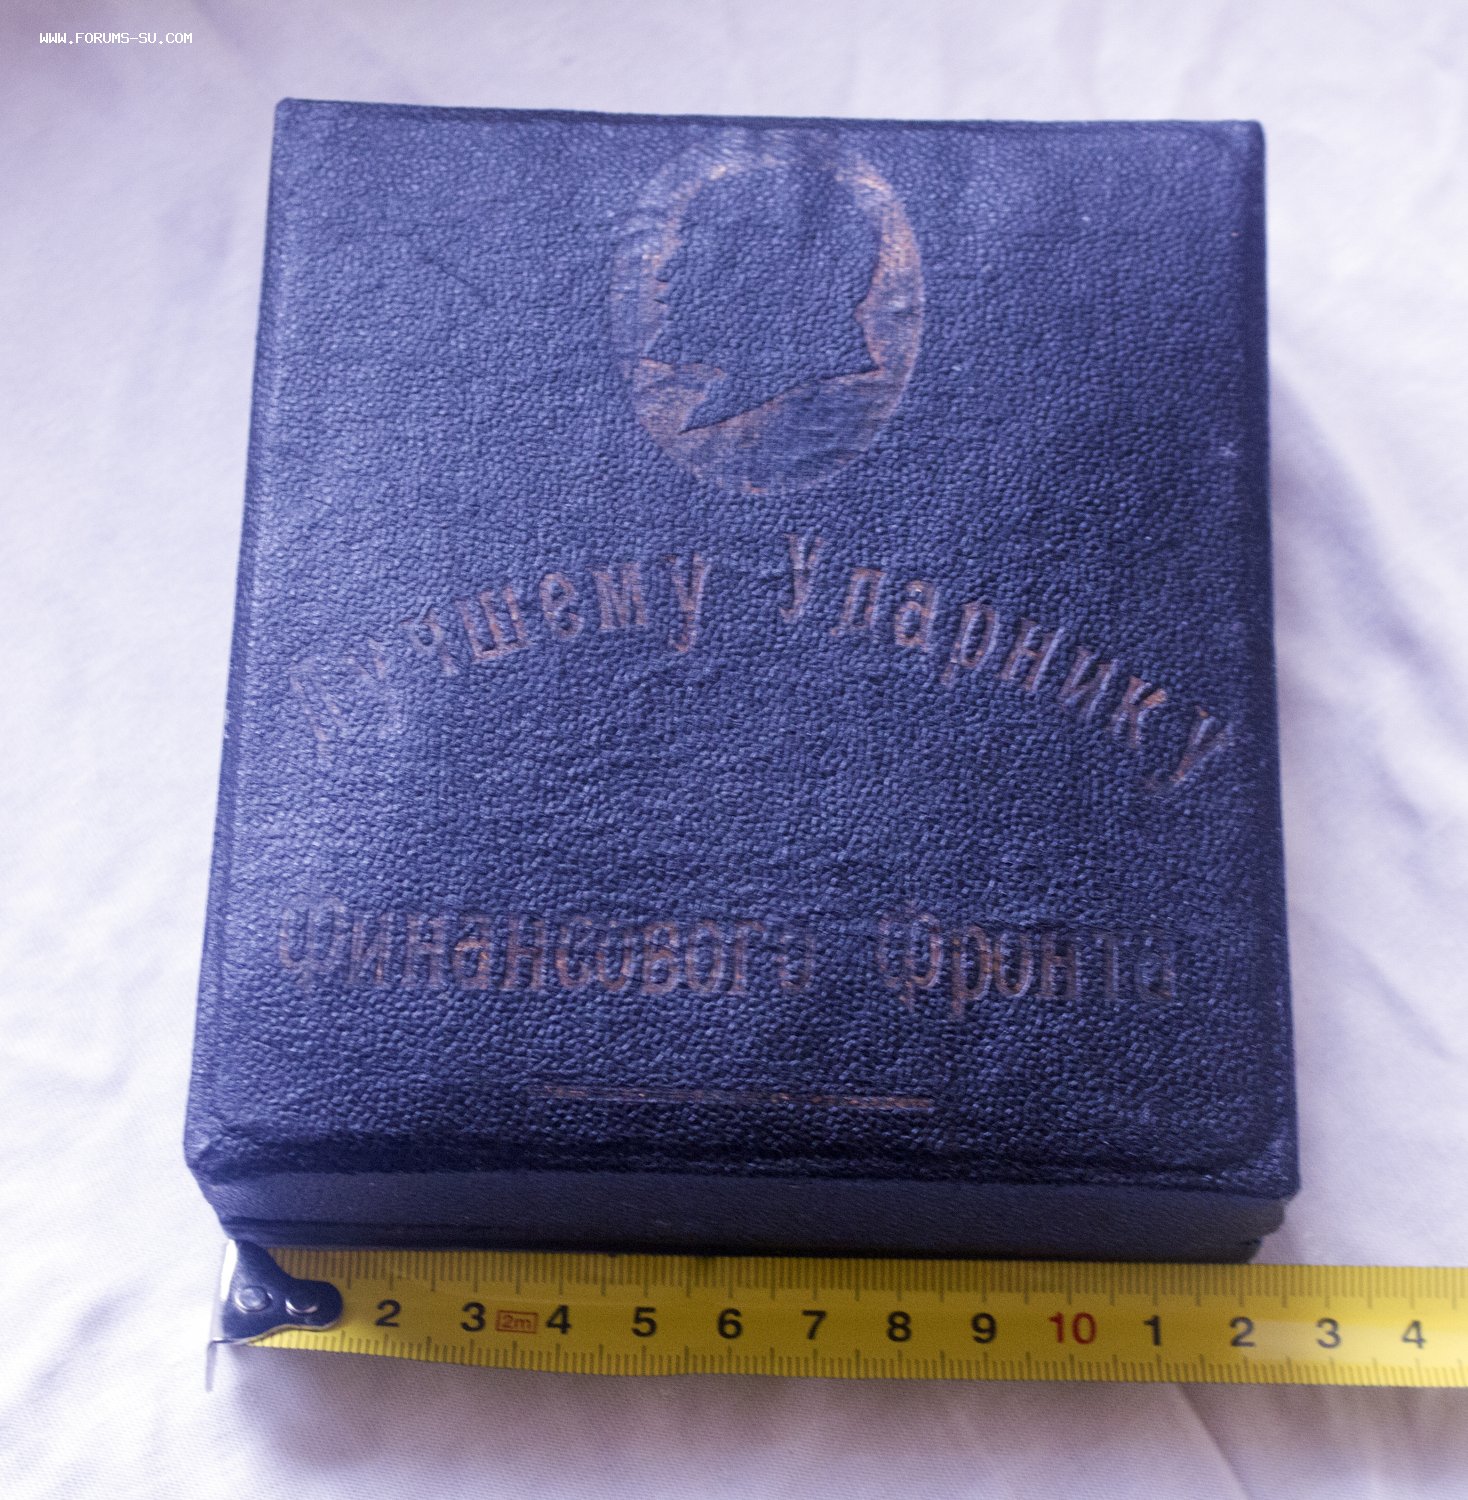 WWW.FORUMS-SU.COM
Лучшему Ударнику
Финансового Фронта
2 3 2m 4 5 6 7 8 9 10 1 2 3 4